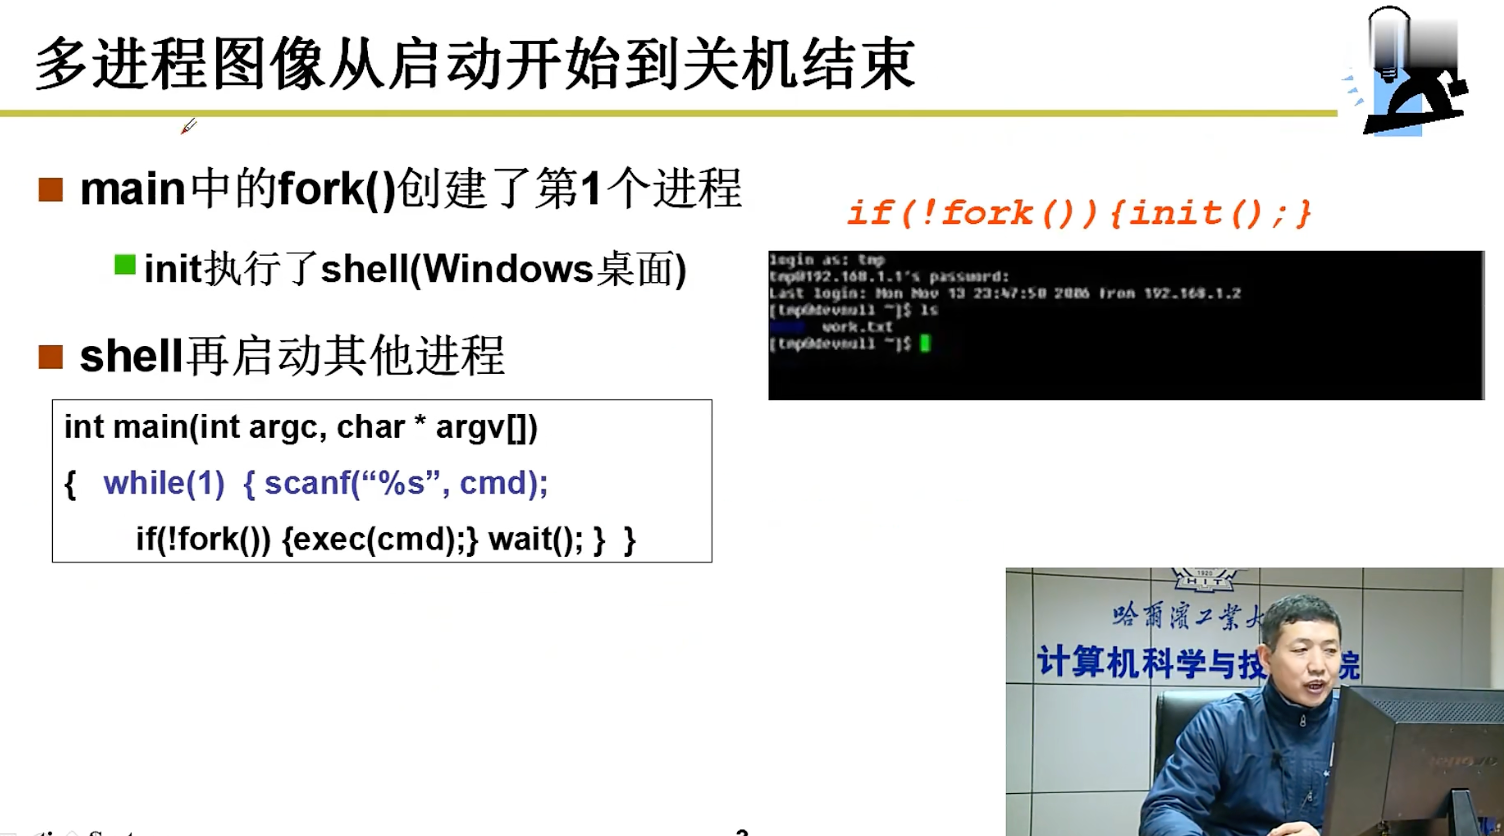 多进程图像从启动开始到关机结束
main中的fork()创建了第1个进程
if(!fork()){init();}
init执行了shell(Windows桌面)
login as: tmp
tmp@192.168.1.1's password:
Last login: Mon Nov 13 23:47:50 2006 from 192.168.1.2
[tmp@devnull ~]$ ls
work.txt
[tmp@devnull ~]$
shell再启动其他进程
int main(int argc, char * argv[])
{ while(1) { scanf(“%s”, cmd);
if(!fork()) {exec(cmd);} wait(); } }
1920
HIT
哈爾濱工業大
计算机科学与技 院